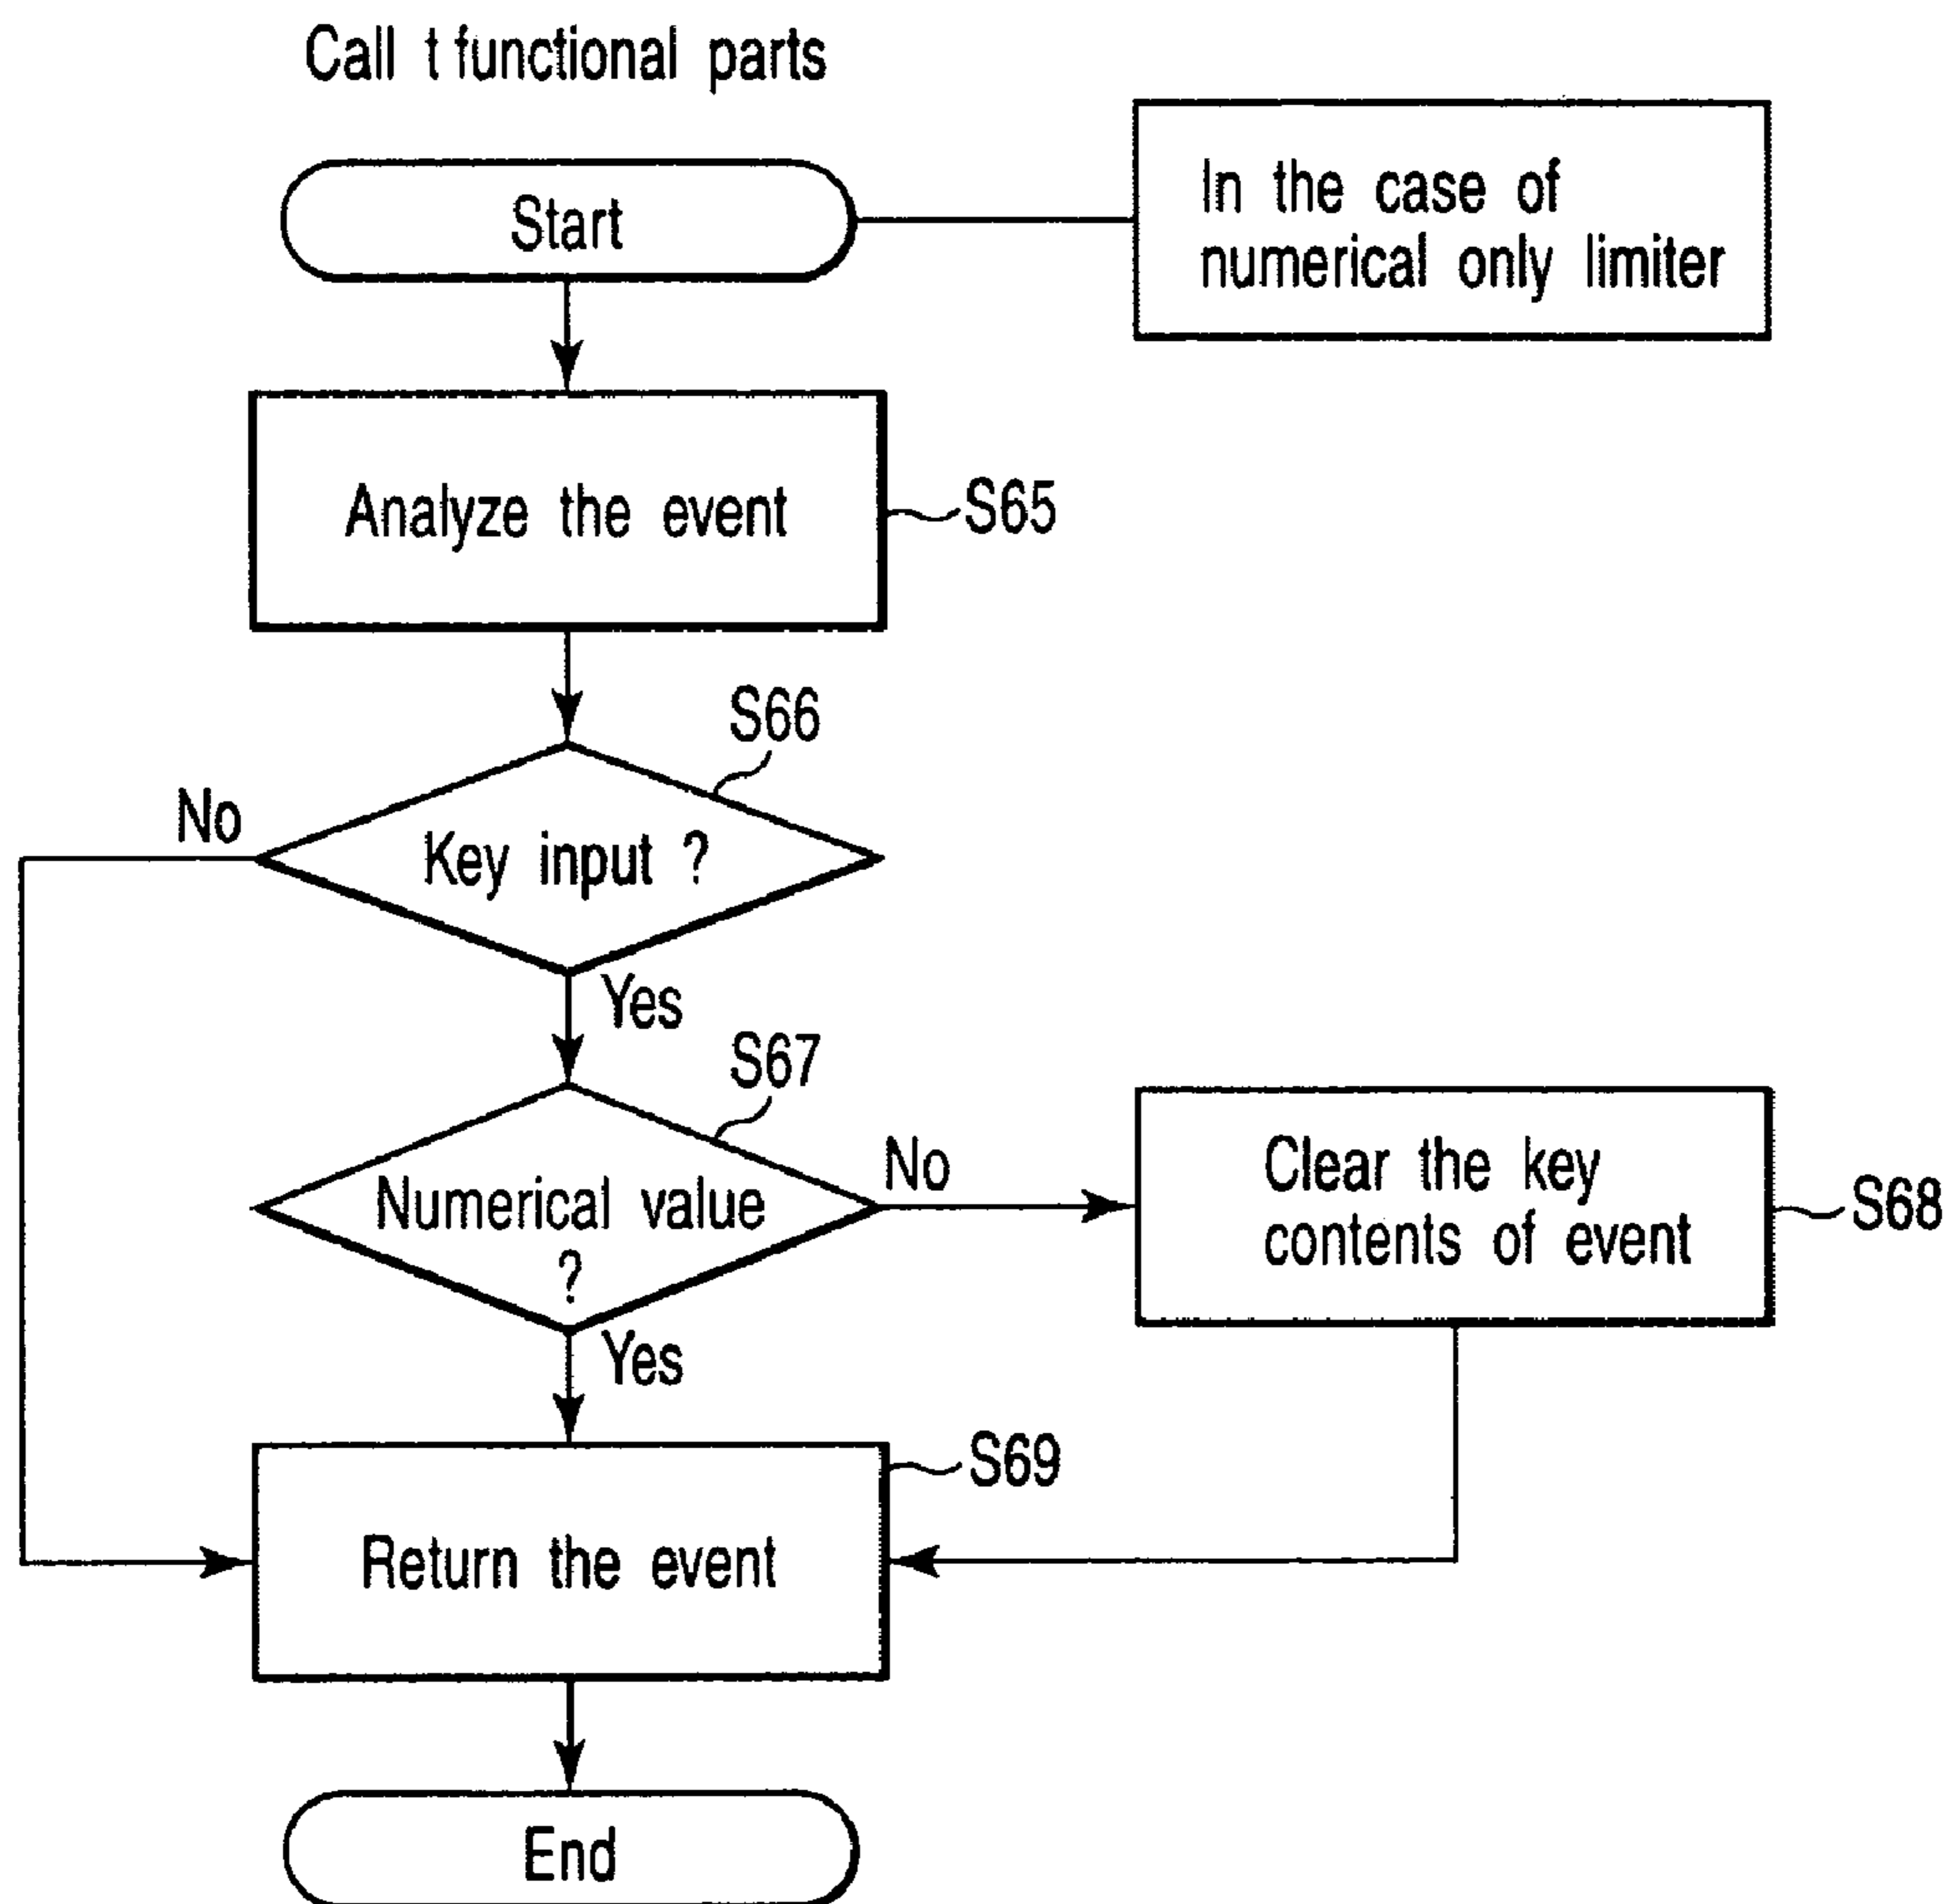 Call t functional parts
Start
In the case of
numerical only limiter
Analyze the event
S65
S66
No
Key input ?
Yes
S67
Numerical value
?
No
Clear the key
contents of event
S68
Yes
S69
Return the event
End